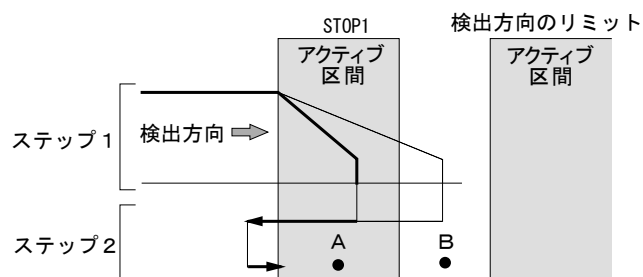 STOP1
検出方向のリミット
アクティブ
区間
アクティブ
区間
ステップ1
検出方向
ステップ2
A
B